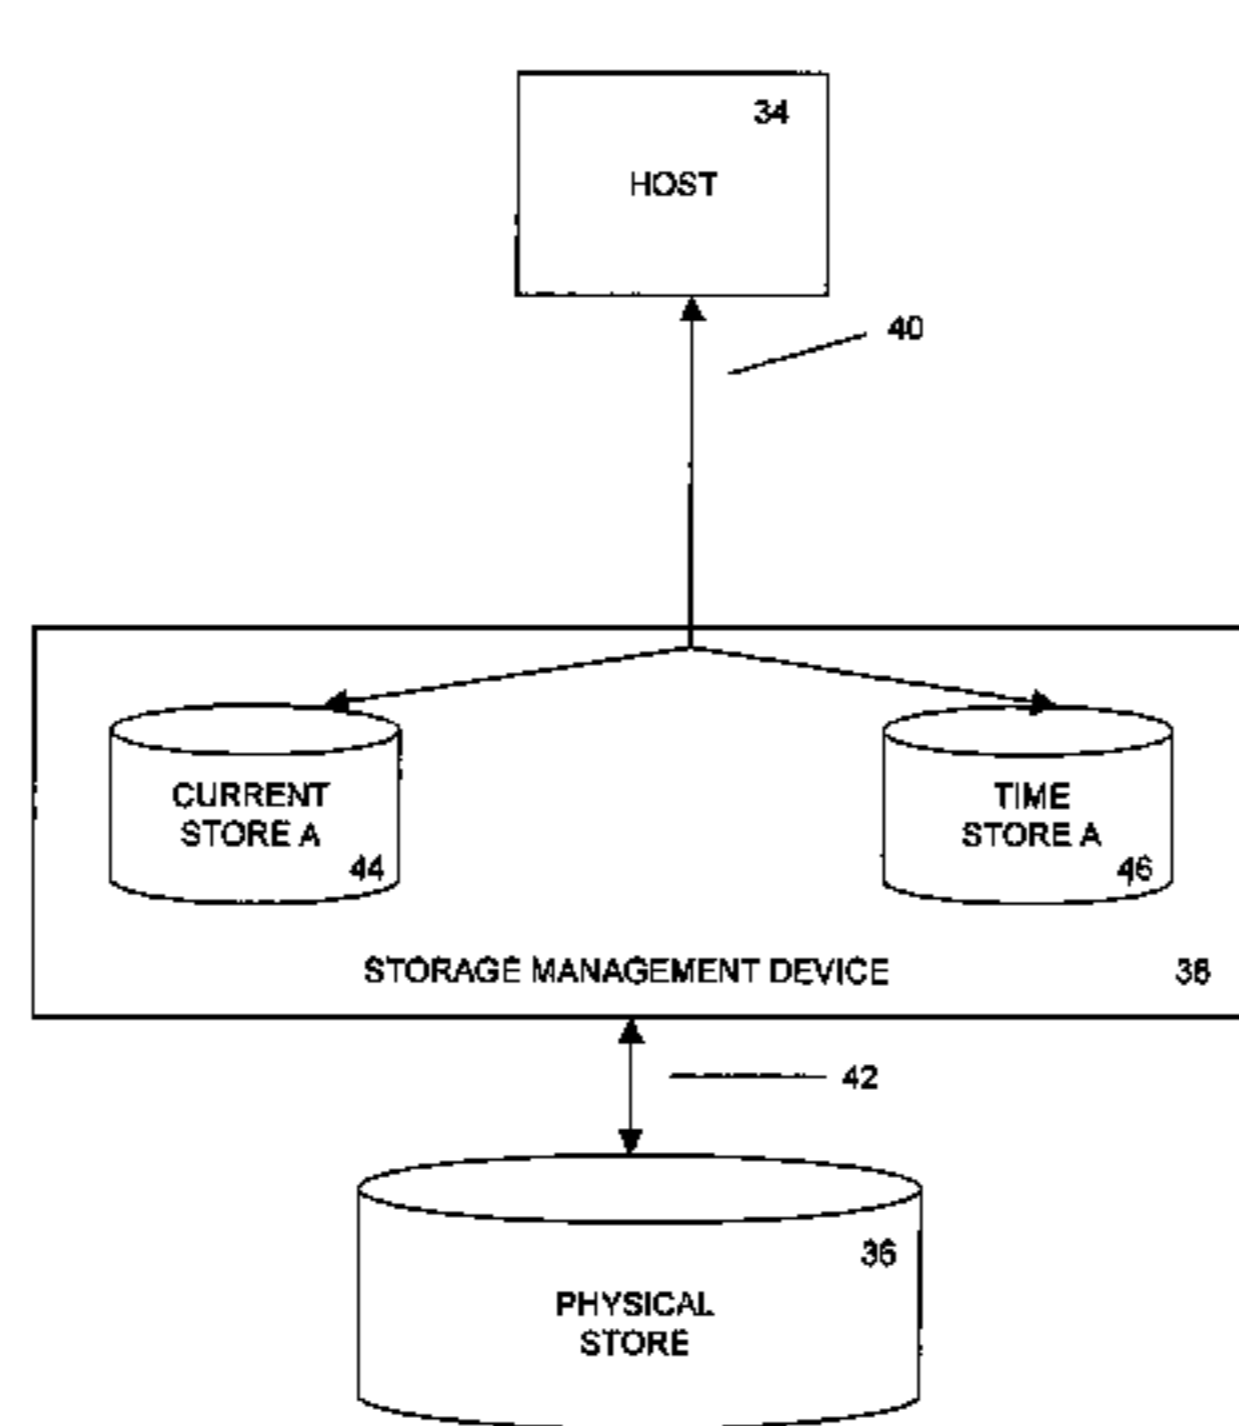 34
HOST
40
CURRENT
STORE A
44
TIME
STORE A
46
STORAGE MANAGEMENT DEVICE
38
42
36
PHYSICAL
STORE